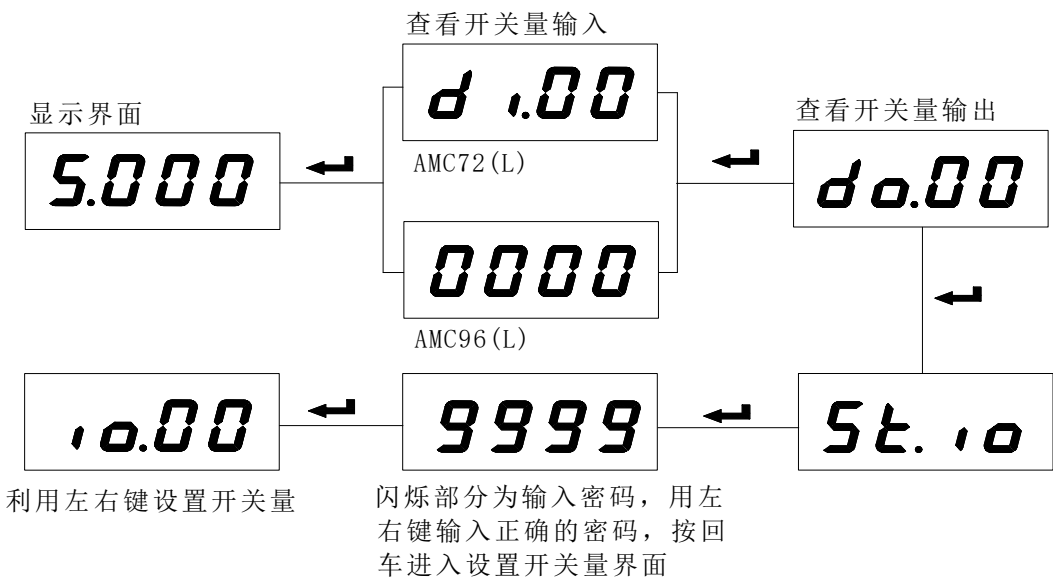 查看开关量输入
di.00
AMC72(L)
显示界面
5.000
查看开关量输出
do.00
0000
AMC96(L)
io.00
利用左右键设置开关量
9999
闪烁部分为输入密码，用左
右键输入正确的密码，按回
车进入设置开关量界面
St.io